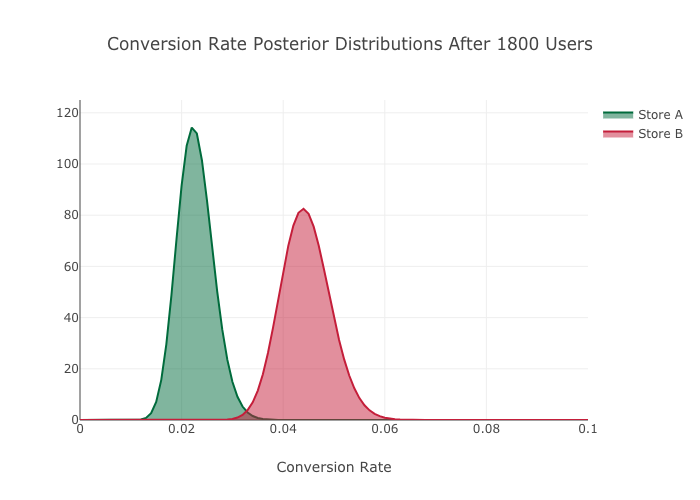 Conversion Rate Posterior Distributions After 1800 Users
Store A
Store B
120
100
80
60
40
20
0
0 0.02 0.04 0.06 0.08 0.1
Conversion Rate